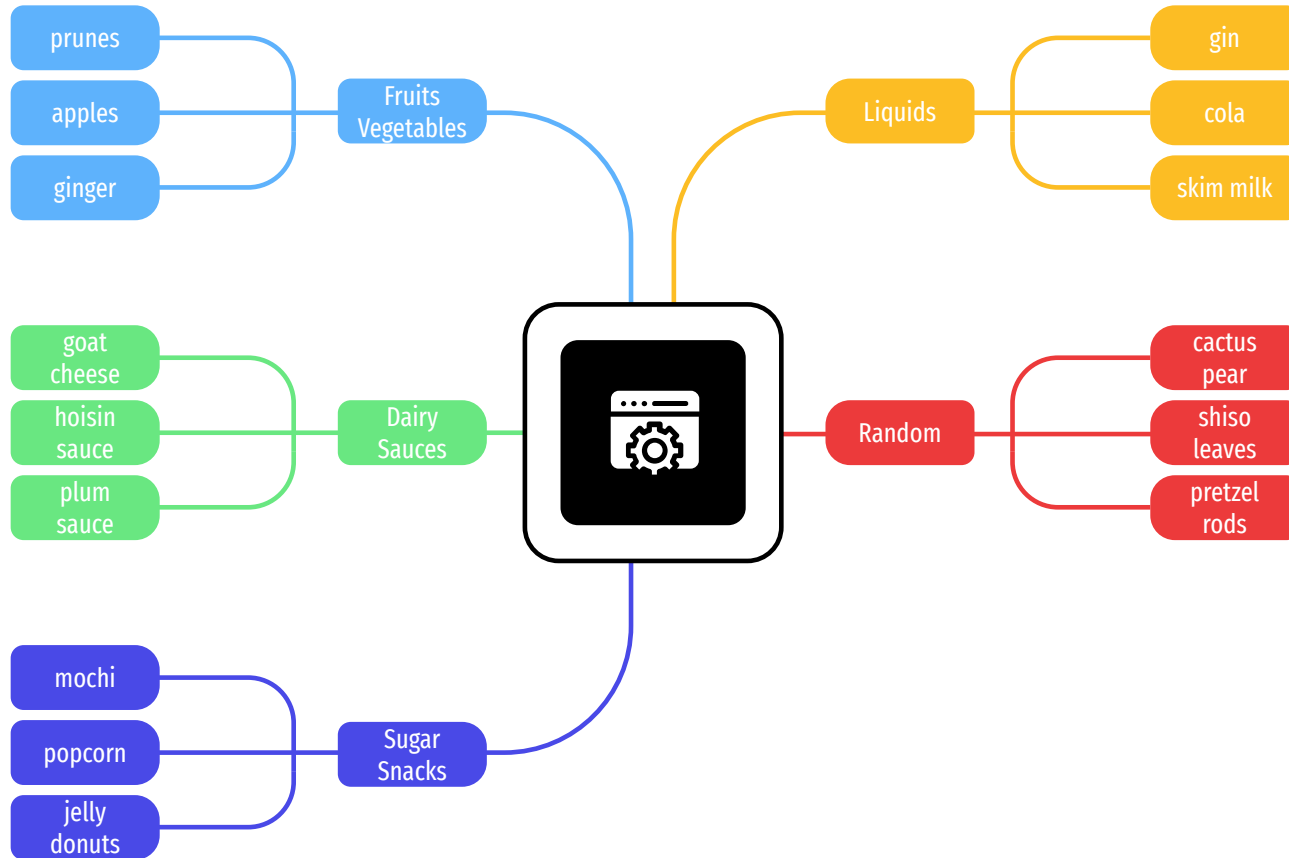 prunes
apples
ginger
Fruits
Vegetables
Liquids
gin
cola
skim milk
goat
cheese
hoisin
sauce
plum
sauce
Dairy
Sauces
Random
cactus
pear
shiso
leaves
pretzel
rods
mochi
popcorn
jelly
donuts
Sugar
Snacks